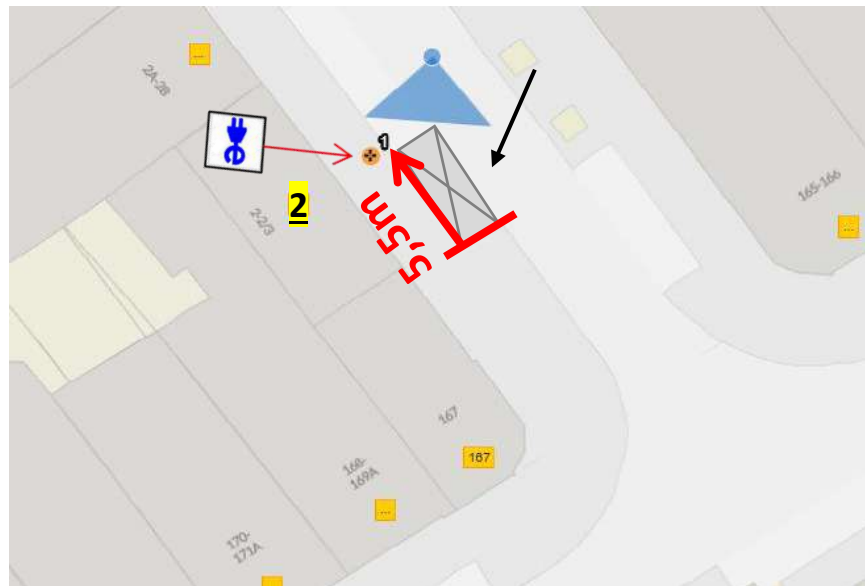 ...
2A-2B
1
2
2-2/3
5,5m
165-166
...
167
167
168-
169A
...
170-
171A